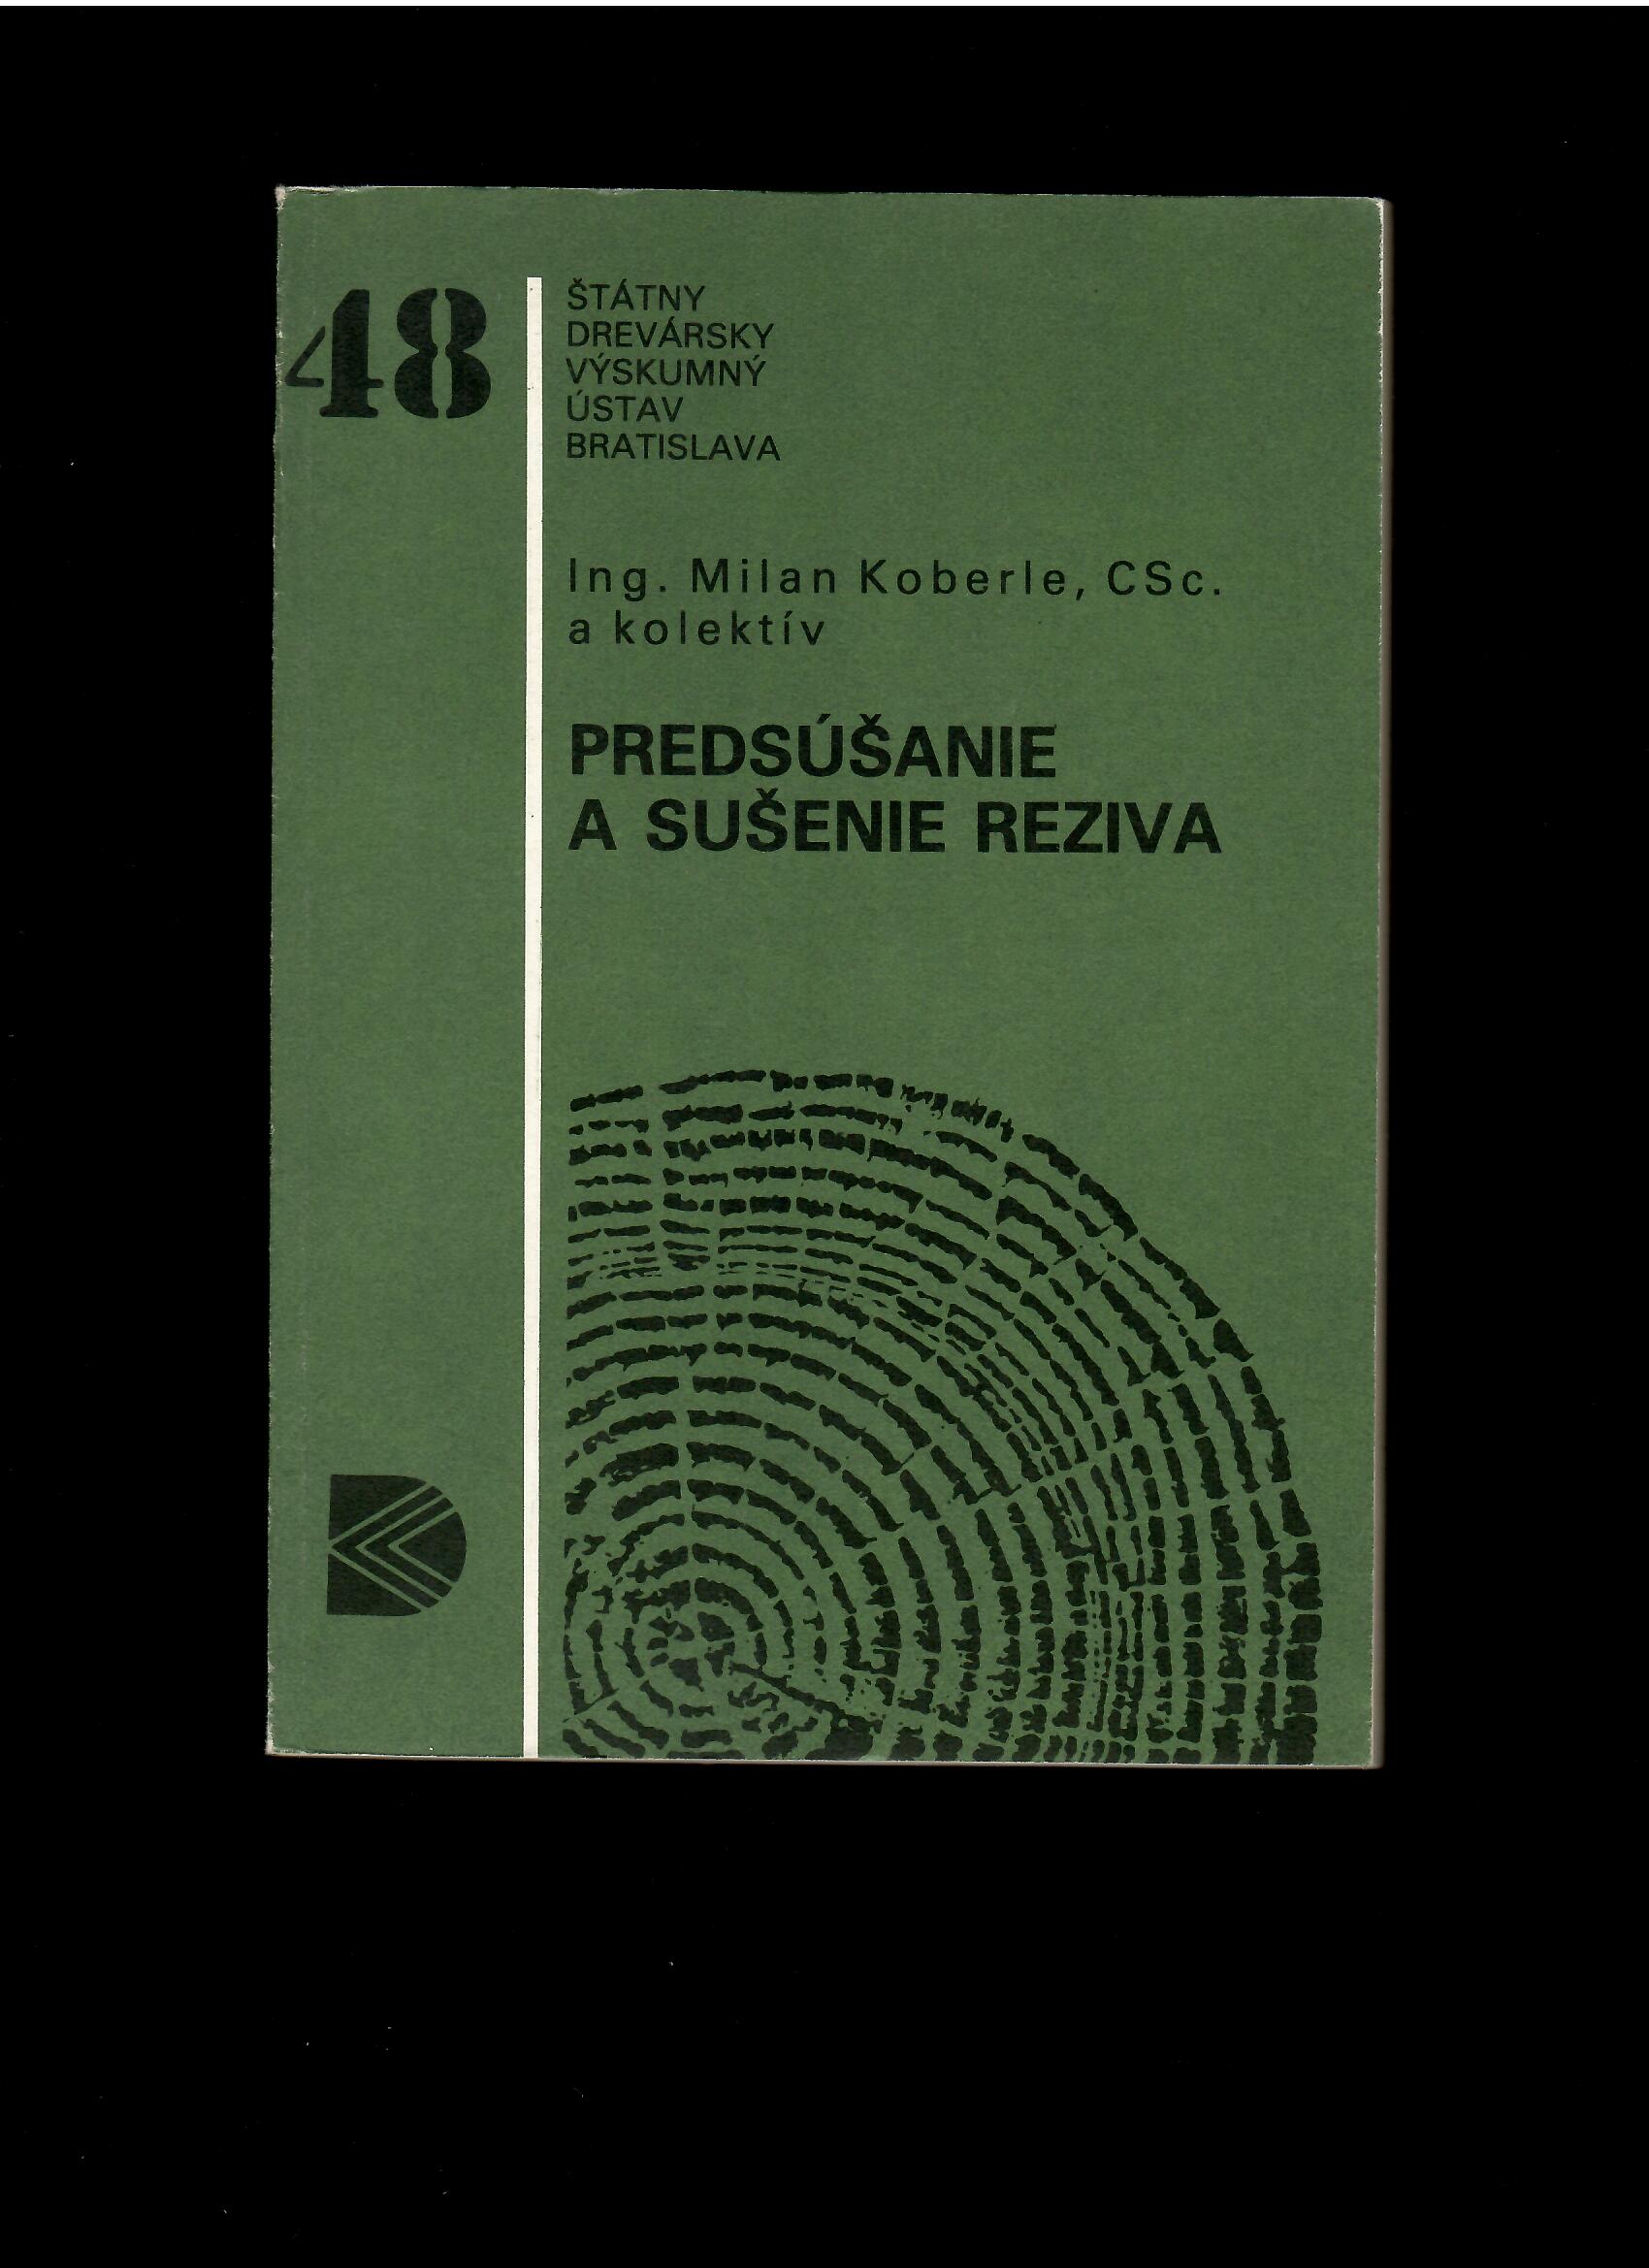 48
ŠTÁTNY
DREVÁRSKY
VÝSKUMNÝ
ÚSTAV
BRATISLAVA
Ing. Milan Koberle, CSc.
a kolektív
PREDSÚŠANIE
A SUŠENIE REZIVA